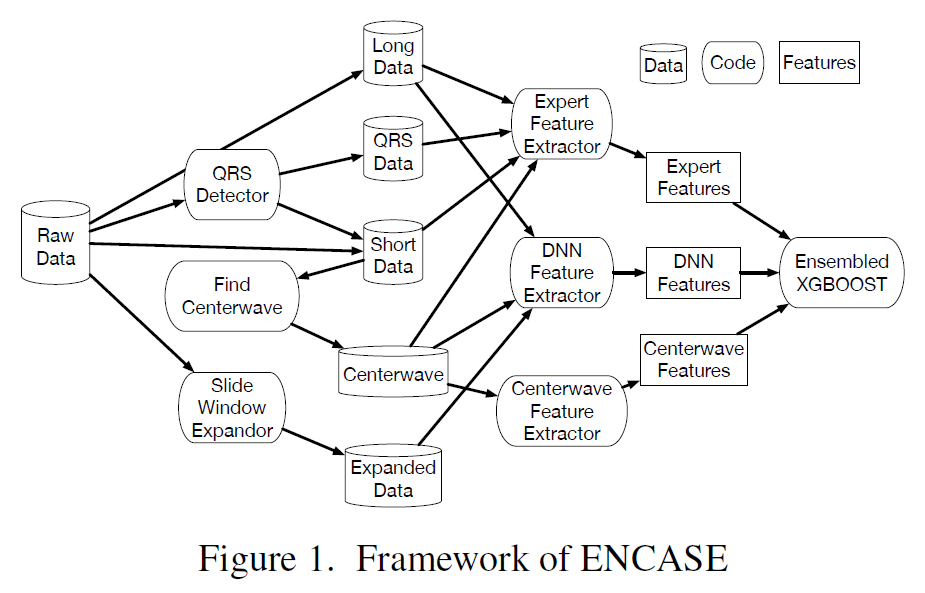 Long
Data
Data
Code
Features
QRS
Data
Expert
Feature
Extractor
QRS
Detector
Expert
Features
Raw
Data
Short
Data
Find
Centerwave
DNN
Feature
Extractor
DNN
Features
Ensembled
XGBOOST
Centerwave
Slide
Window
Expandor
Centerwave
Feature
Extractor
Centerwave
Features
Expanded
Data
Figure 1. Framework of ENCASE